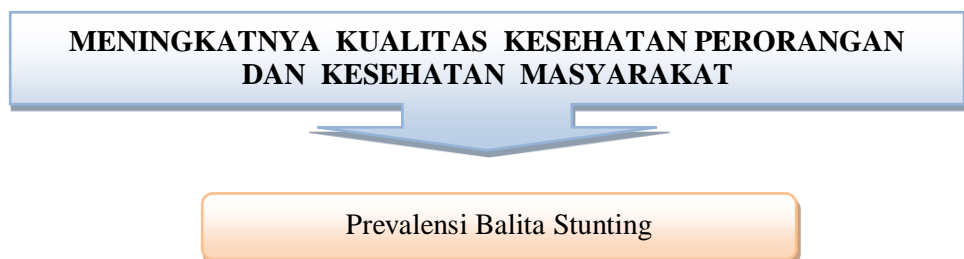 MENINGKATNYA KUALITAS KESEHATAN PERORANGAN
DAN KESEHATAN MASYARAKAT
Prevalensi Balita Stunting